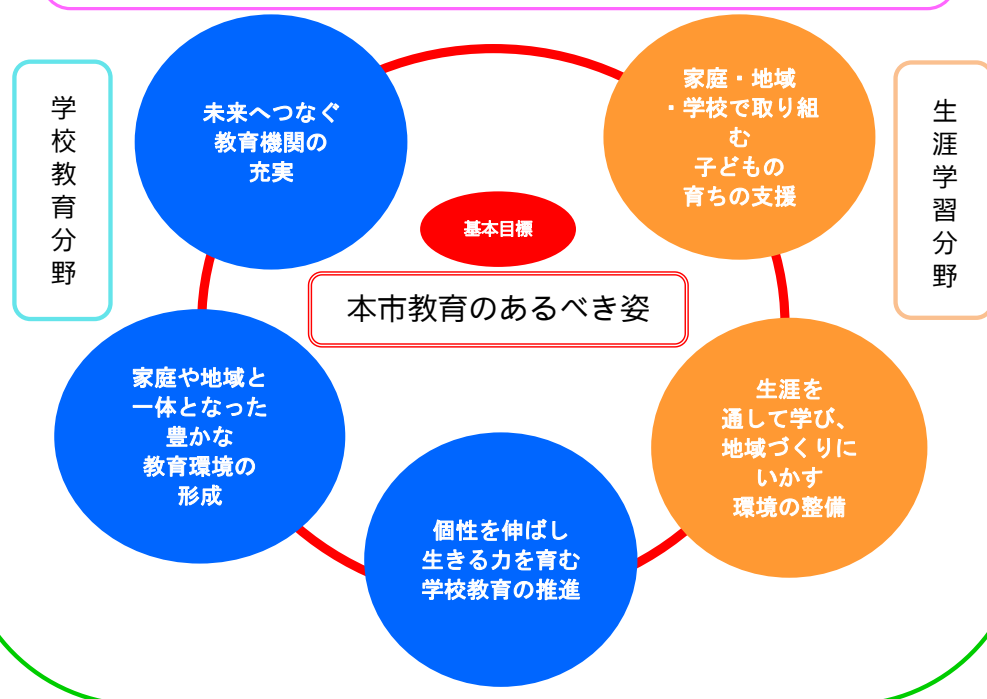 学校教育分野
未来へつなぐ
教育機関の
充実
家庭・地域
・学校で取り組
む
子どもの
育ちの支援
生涯学習分野
基本目標
本市教育のあるべき姿
家庭や地域と
一体となった
豊かな
教育環境の
形成
個性を伸ばし
生きる力を育む
学校教育の推進
生涯を
通して学び、
地域づくりに
いかす
環境の整備